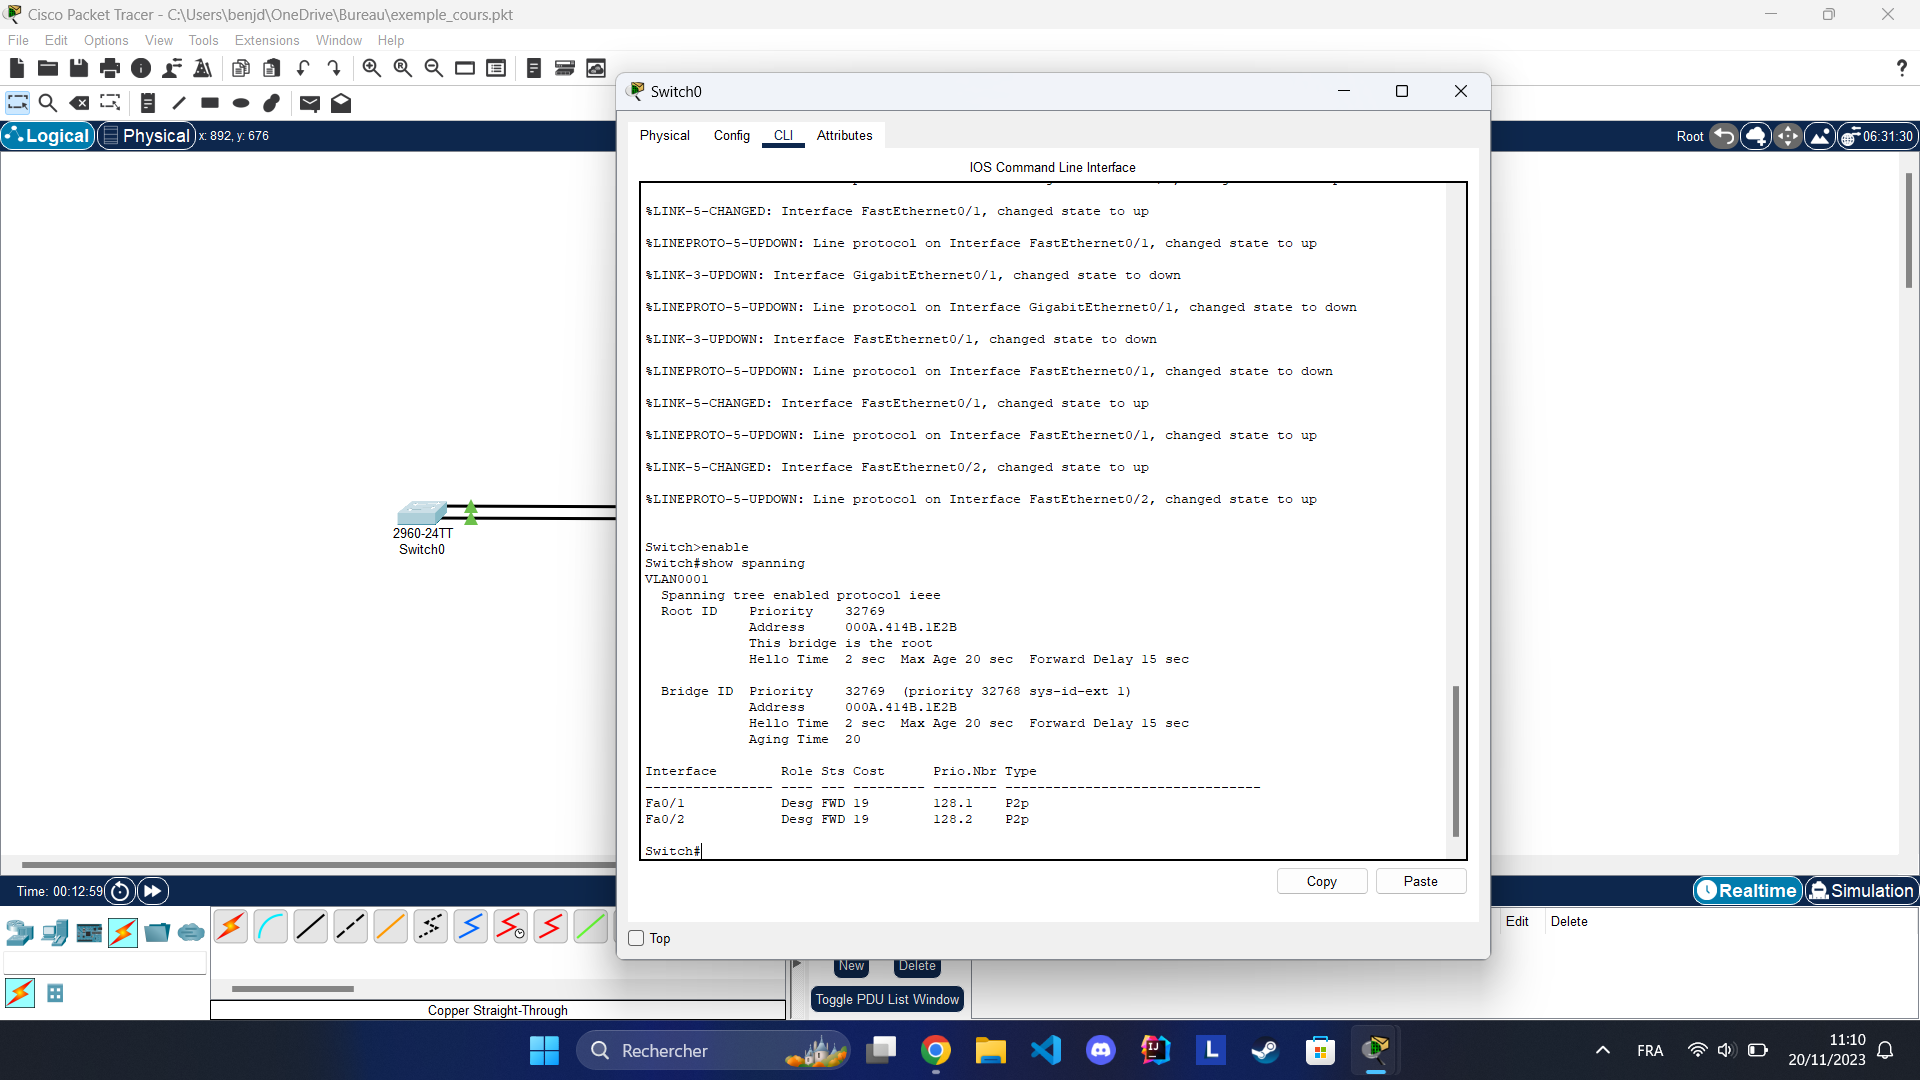 Cisco Packet Tracer - C:\Users\benjd\OneDrive\Bureau\exemple_cours.pkt
File Edit Options View Tools Extensions Window Help
?
Logical Physical x: 892, y: 676
Root 06:31:30
2960-24TT
Switch0
Switch0
Physical Config CLI Attributes
IOS Command Line Interface
%LINK-5-CHANGED: Interface FastEthernet0/1, changed state to up
%LINEPROTO-5-UPDOWN: Line protocol on Interface FastEthernet0/1, changed state to up
%LINK-3-UPDOWN: Interface GigabitEthernet0/1, changed state to down
%LINEPROTO-5-UPDOWN: Line protocol on Interface GigabitEthernet0/1, changed state to down
%LINK-3-UPDOWN: Interface FastEthernet0/1, changed state to down
%LINEPROTO-5-UPDOWN: Line protocol on Interface FastEthernet0/1, changed state to down
%LINK-5-CHANGED: Interface FastEthernet0/1, changed state to up
%LINEPROTO-5-UPDOWN: Line protocol on Interface FastEthernet0/1, changed state to up
%LINK-5-CHANGED: Interface FastEthernet0/2, changed state to up
%LINEPROTO-5-UPDOWN: Line protocol on Interface FastEthernet0/2, changed state to up
Switch>enable
Switch#show spanning
VLAN0001
Spanning tree enabled protocol ieee
Root ID Priority 32769
Address 000A.414B.1E2B
This bridge is the root
Hello Time 2 sec Max Age 20 sec Forward Delay 15 sec
Bridge ID Priority 32769 (priority 32768 sys-id-ext 1)
Address 000A.414B.1E2B
Hello Time 2 sec Max Age 20 sec Forward Delay 15 sec
Aging Time 20
Interface Role Sts Cost Prio.Nbr Type
---------------- ---- --- --------- -------- --------------------------------
Fa0/1 Desg FWD 19 128.1 P2p
Fa0/2 Desg FWD 19 128.2 P2p
Switch#
Copy Paste
Top
Time: 00:12:59
Realtime Simulation
Edit Delete
New Delete
Toggle PDU List Window
Copper Straight-Through
Rechercher
FRA
11:10
20/11/2023